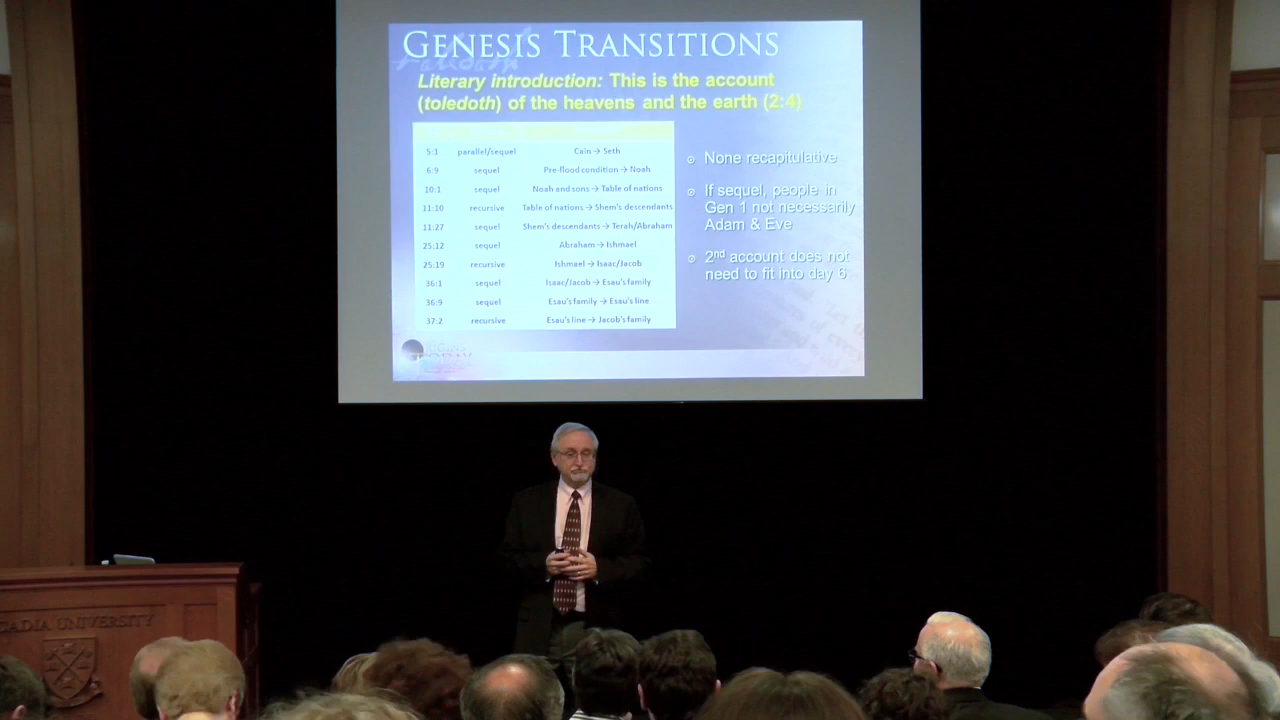 GENESIS TRANSITIONS
Literary introduction: This is the account
(toledoth) of the heavens and the earth (2:4)
5:1 parallel/sequel Cain → Seth
6:9 sequel Pre-flood condition → Noah
10:1 sequel Noah and sons → Table of nations
11:10 recursive Table of nations → Shem's descendants
11:27 sequel Shem's descendants → Terah/Abraham
25:12 sequel Abraham → Ishmael
25:19 recursive Ishmael → Isaac/Jacob
36:1 sequel Isaac/Jacob → Esau's family
36:9 sequel Esau's family → Esau's line
37:2 recursive Esau's line → Jacob's family
None recapitulative
If sequel, people in
Gen 1 not necessarily
Adam & Eve
2nd account does not
need to fit into day 6
TODAY
CADIA UNIVERSITY